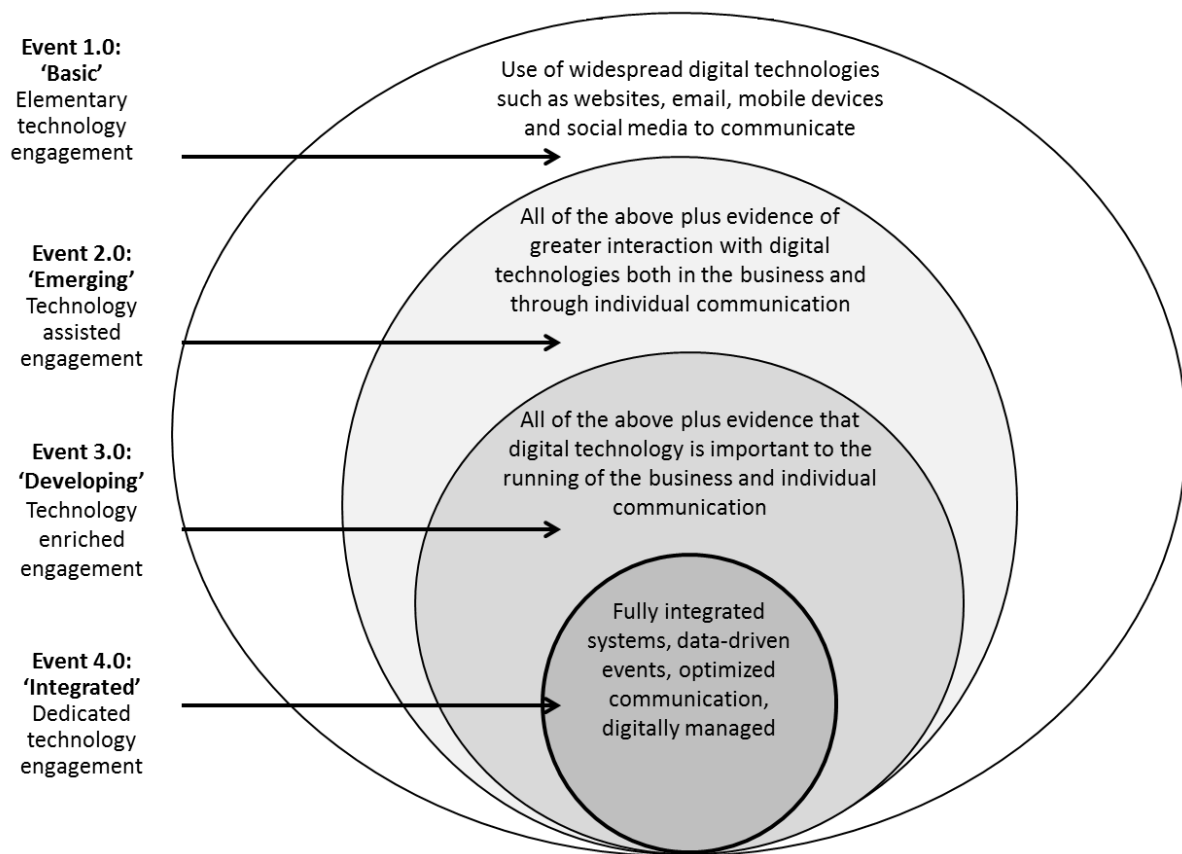 Event 1.0:
‘Basic’
Elementary
technology
engagement
Use of widespread digital technologies
such as websites, email, mobile devices
and social media to communicate
Event 2.0:
‘Emerging’
Technology
assisted
engagement
All of the above plus evidence of
greater interaction with digital
technologies both in the business and
through individual communication
Event 3.0:
‘Developing’
Technology
enriched
engagement
All of the above plus evidence that
digital technology is important to the
running of the business and individual
communication
Event 4.0:
‘Integrated’
Dedicated
technology
engagement
Fully integrated
systems, data-driven
events, optimized
communication,
digitally managed